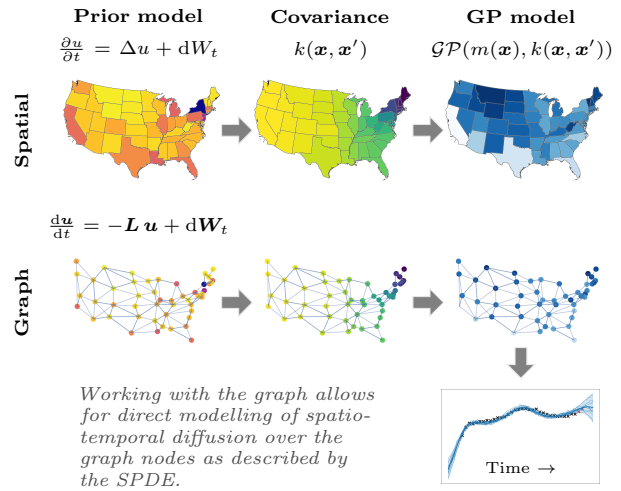 Prior model
Covariance
GP model
∂u/∂t = Δu + dW_t
k(x, x′)
GP(m(x), k(x, x′))
Spatial
du/dt = −L u + dW_t
Graph
Working with the graph allows
for direct modelling of spatio-
temporal diffusion over the
graph nodes as described by
the SPDE.
Time →